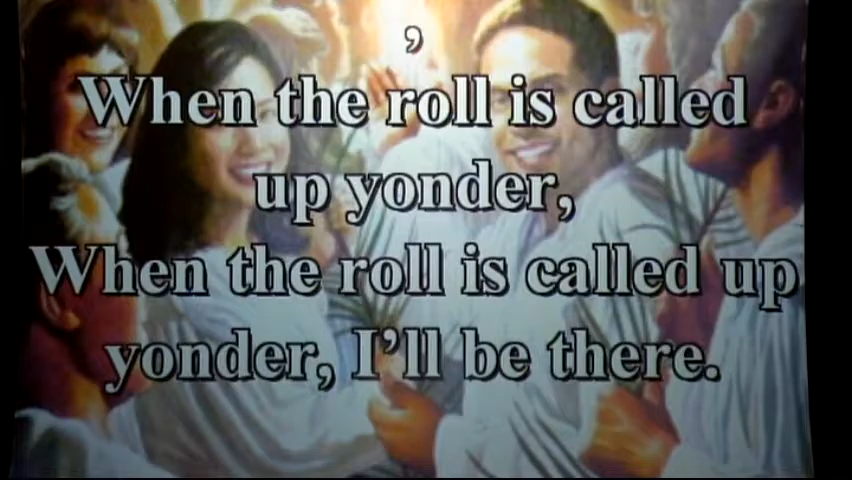 ,
When the roll is called
up yonder,
When the roll is called up
yonder, I’ll be there.